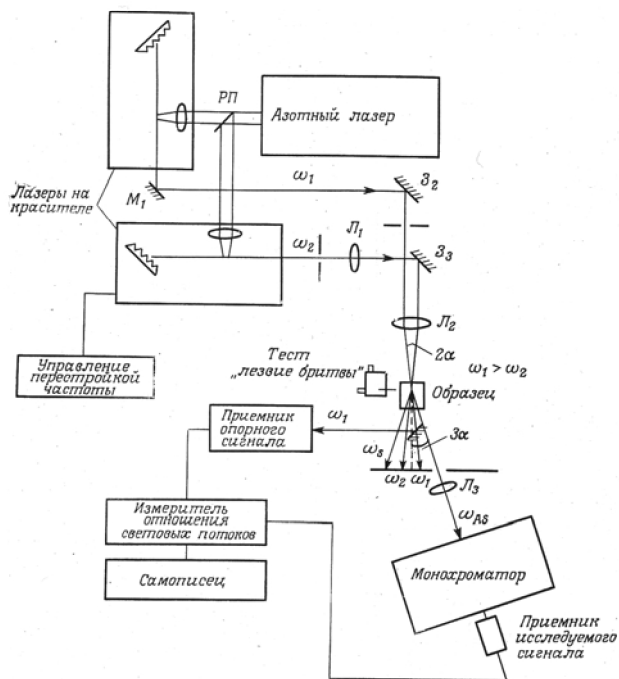 РП
Азотный лазер
Лазеры на
красителе
M₁
ω₁
З₂
ω₂
Л₁
З₃
Л₂
Управление
перестройкой
частоты
Тест
„лезвие бритвы"
2α
ω₁ > ω₂
Образец
Приемник
опорного
сигнала
ω₁
3α
ωs
ω₂
ω₁
Л₃
ωAS
Измеритель
отношения
световых потоков
Самописец
Монохроматор
Приемник
исследуемого
сигнала